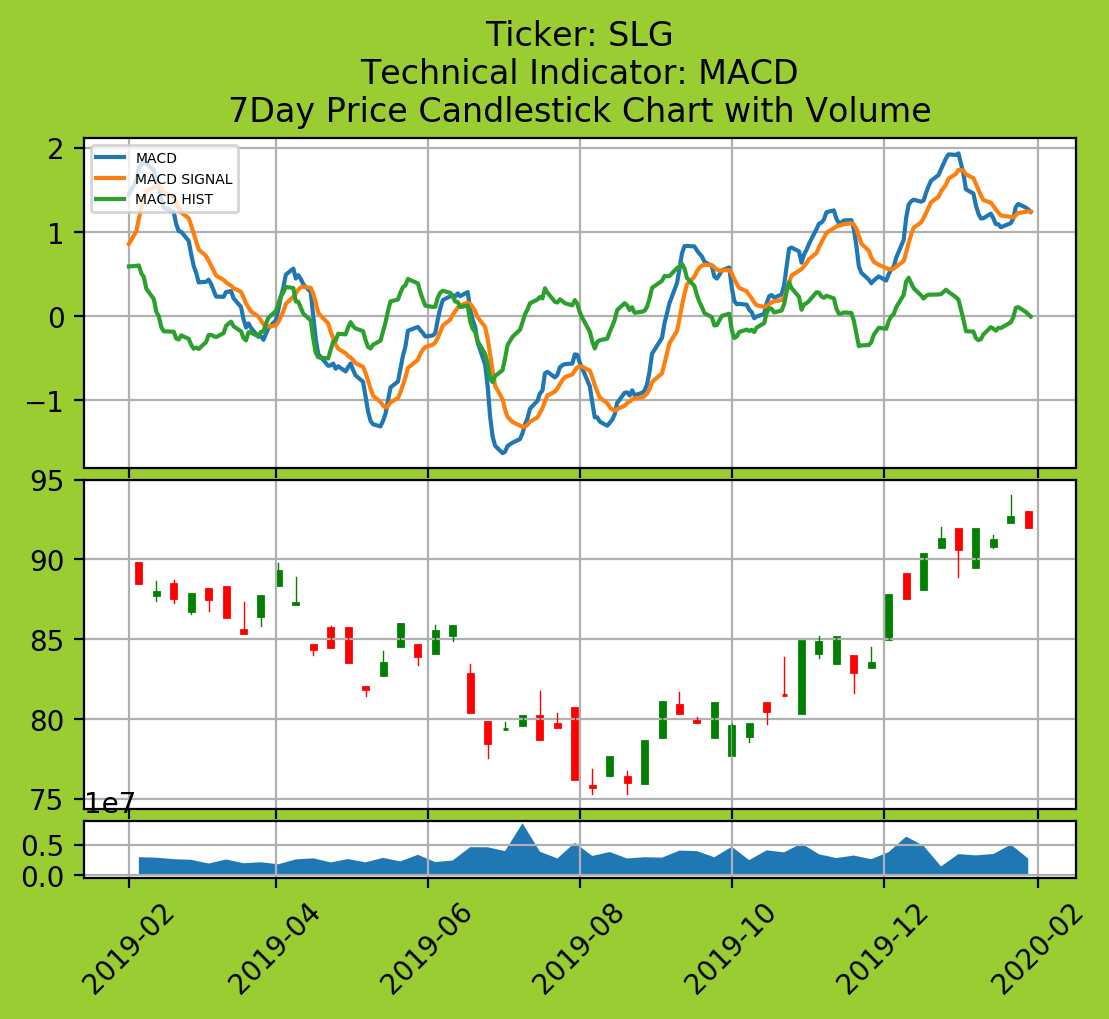 Ticker: SLG
Technical Indicator: MACD
7Day Price Candlestick Chart with Volume
MACD
MACD SIGNAL
MACD HIST
2
1
0
−1
95
90
85
80
75
1e7
0.5
0.0
2019-02
2019-04
2019-06
2019-08
2019-10
2019-12
2020-02